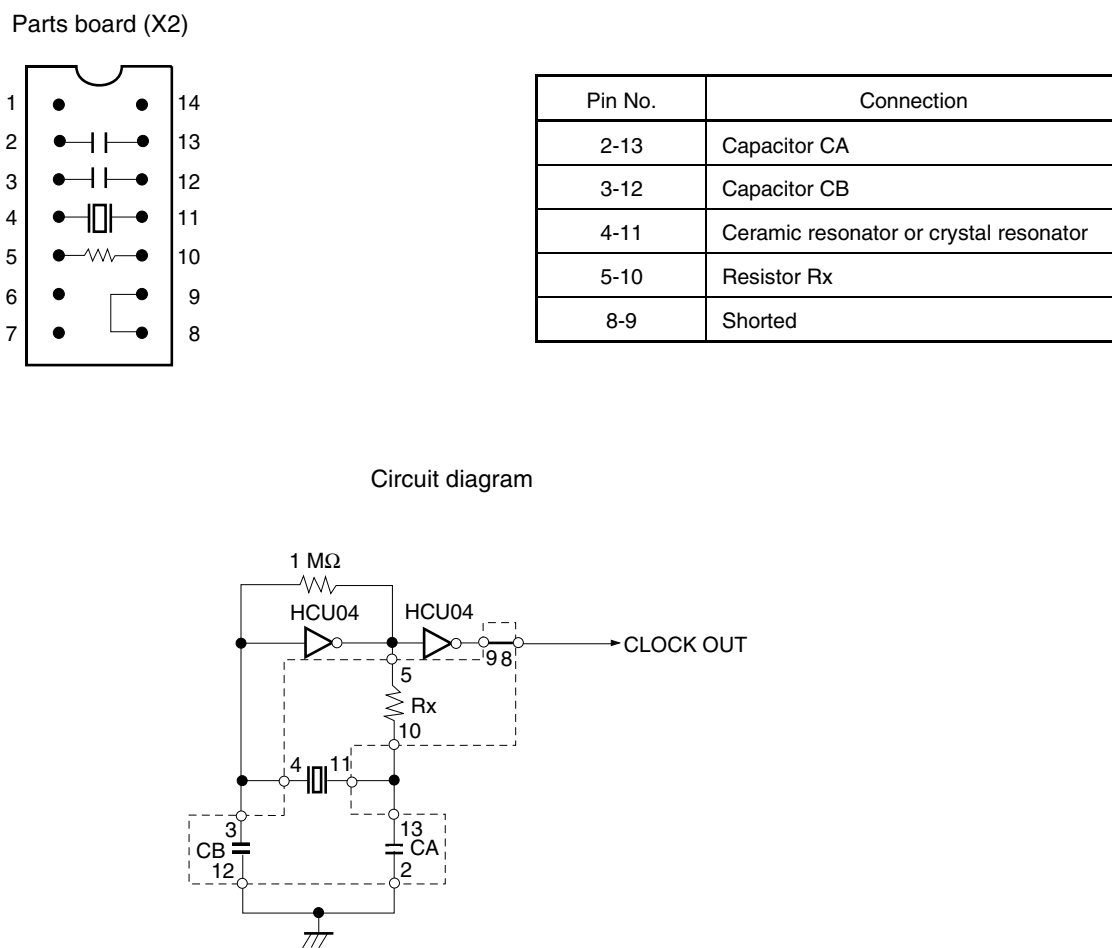 Parts board (X2)
1 14
2 13
3 12
4 11
5 10
6 9
7 8
Pin No. Connection
2-13 Capacitor CA
3-12 Capacitor CB
4-11 Ceramic resonator or crystal resonator
5-10 Resistor Rx
8-9 Shorted
Circuit diagram
1 MΩ
HCU04 HCU04
9 8 CLOCK OUT
5
Rx
10
4 11
3 13
CB CA
12 2